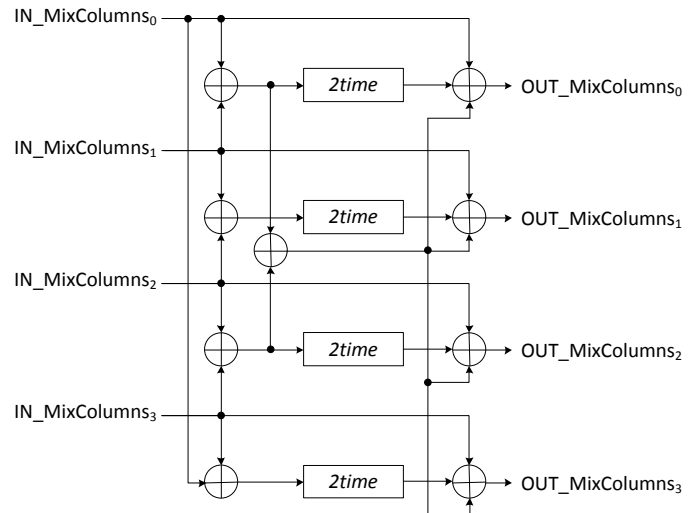 IN_MixColumns₀
2time
OUT_MixColumns₀
IN_MixColumns₁
2time
OUT_MixColumns₁
IN_MixColumns₂
2time
OUT_MixColumns₂
IN_MixColumns₃
2time
OUT_MixColumns₃